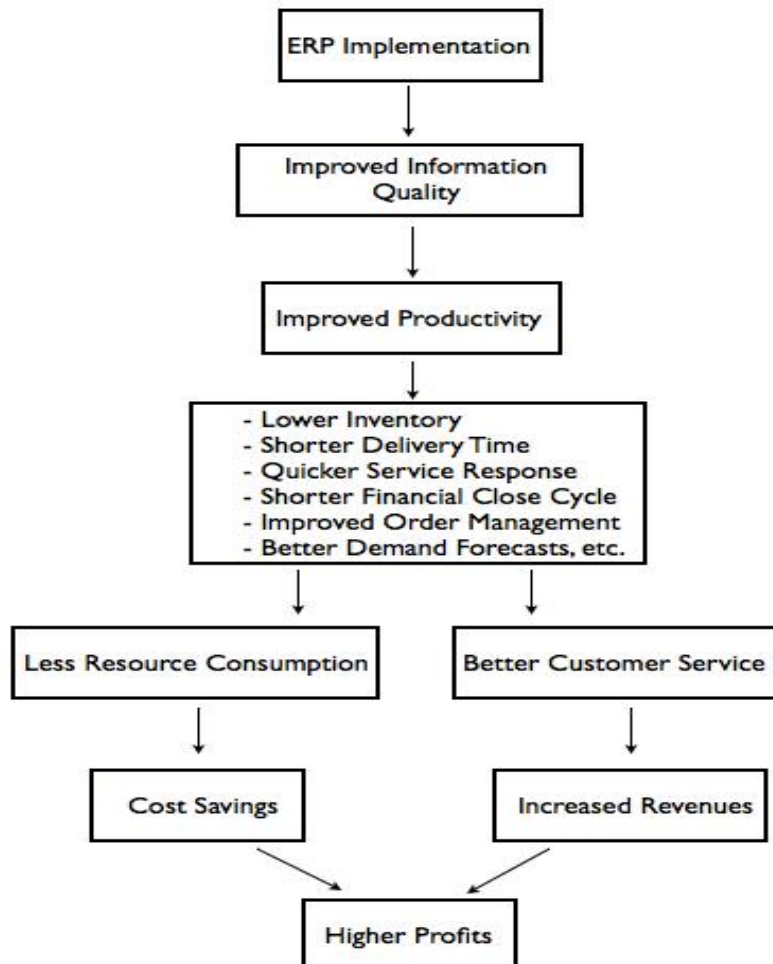 ERP Implementation
Improved Information
Quality
Improved Productivity
- Lower Inventory
- Shorter Delivery Time
- Quicker Service Response
- Shorter Financial Close Cycle
- Improved Order Management
- Better Demand Forecasts, etc.
Less Resource Consumption
Better Customer Service
Cost Savings
Increased Revenues
Higher Profits